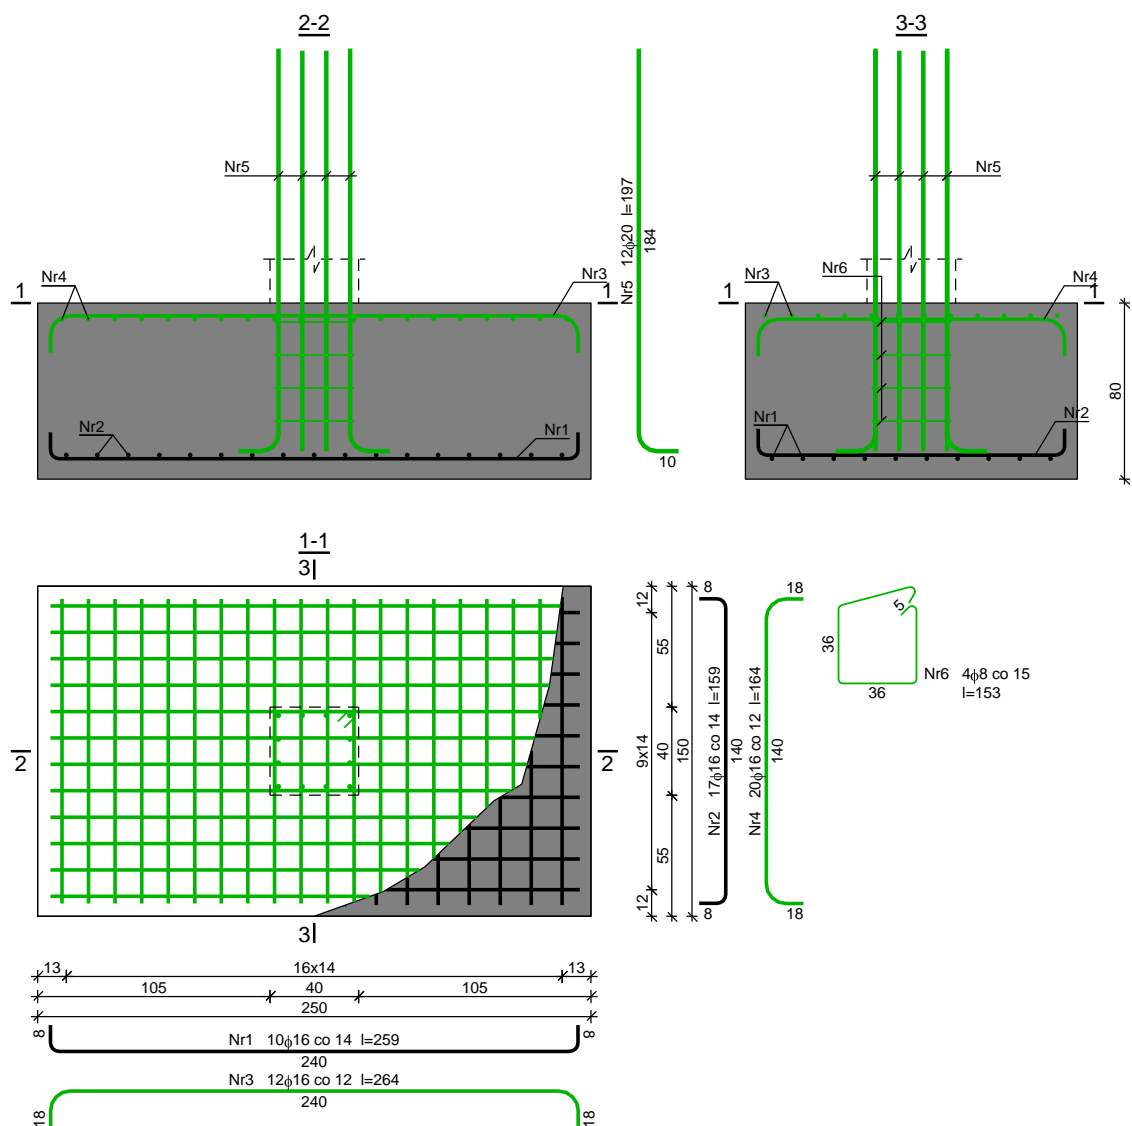 2-2
3-3
Nr5
Nr5 12ϕ20 l=197
184
10
Nr5
Nr6
Nr4
Nr3
1
1
Nr3
Nr4
1
1
Nr2
Nr1
Nr1
Nr2
80
1-1
3
2
2
3
12
9x14
12
55
40
55
150
8
Nr2 17ϕ16 co 14 l=159
140
8
18
Nr4 20ϕ16 co 12 l=164
140
18
5
36
36
Nr6 4ϕ8 co 15
l=153
13 16x14 13
105 40 105
250
8
Nr1 10ϕ16 co 14 l=259
8
240
Nr3 12ϕ16 co 12 l=264
18
240
18